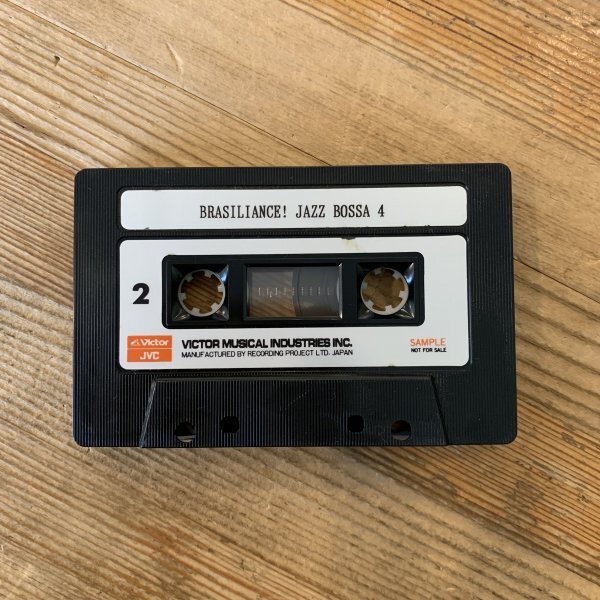 BRASILIANCE! JAZZ BOSSA 4
2
Victor
JVC
VICTOR MUSICAL INDUSTRIES INC.
MANUFACTURED BY RECORDING PROJECT LTD. JAPAN
SAMPLE
NOT FOR SALE